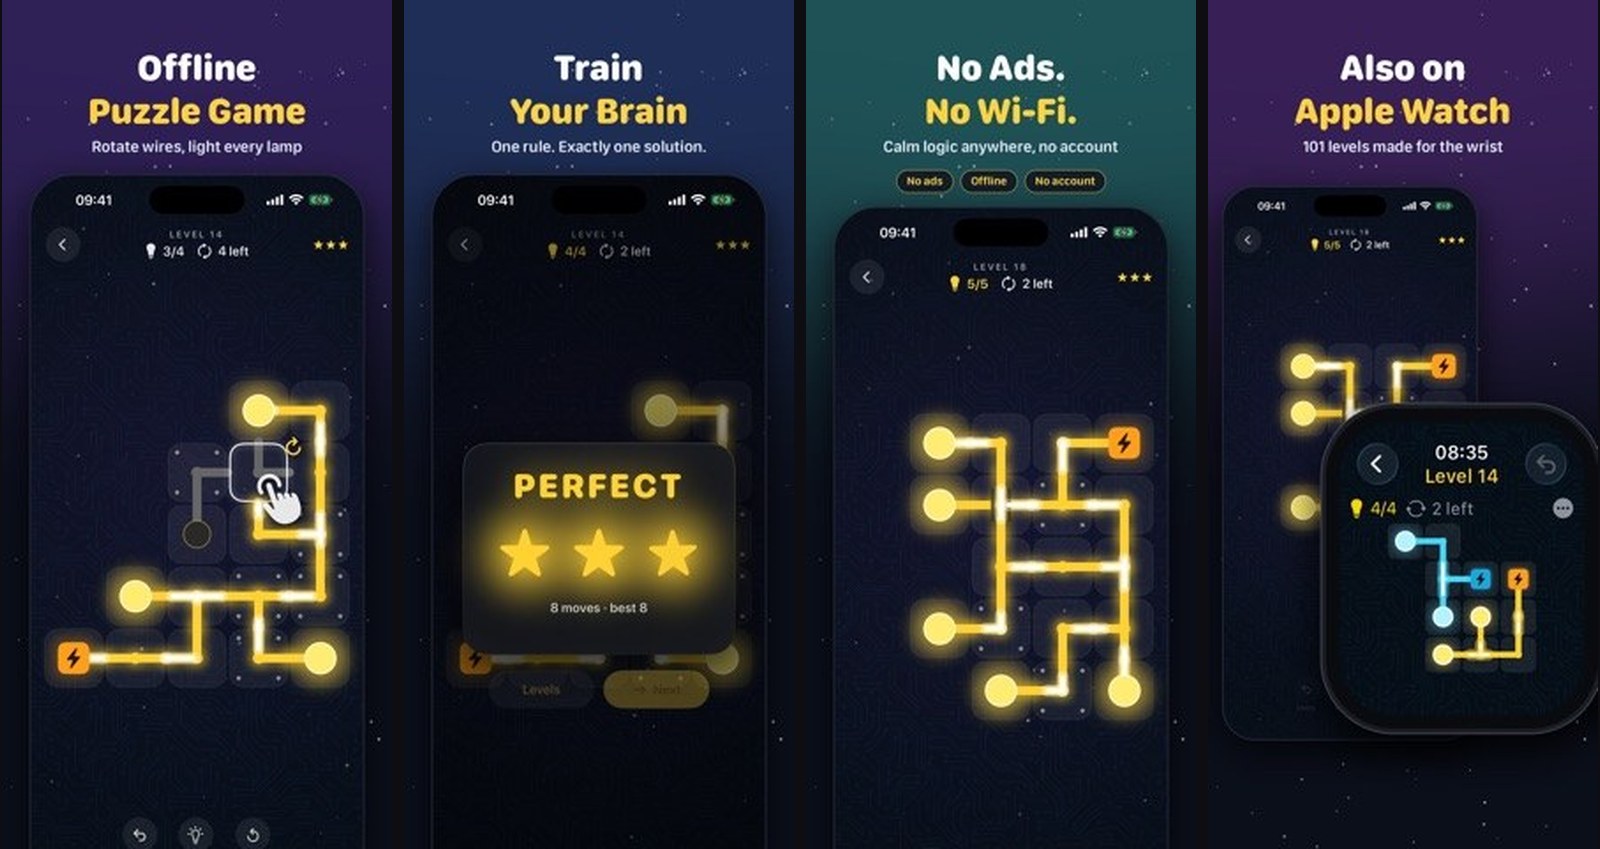 Offline
Puzzle Game
Rotate wires, light every lamp
09:41
LEVEL 14
3/4 4 left
Train
Your Brain
One rule. Exactly one solution.
09:41
LEVEL 14
4/4 2 left
PERFECT
8 moves · best 8
Levels
Next
No Ads.
No Wi-Fi.
Calm logic anywhere, no account
No ads Offline No account
09:41
LEVEL 18
5/5 2 left
Also on
Apple Watch
101 levels made for the wrist
09:41
LEVEL 18
5/5 2 left
08:35
Level 14
4/4 2 left